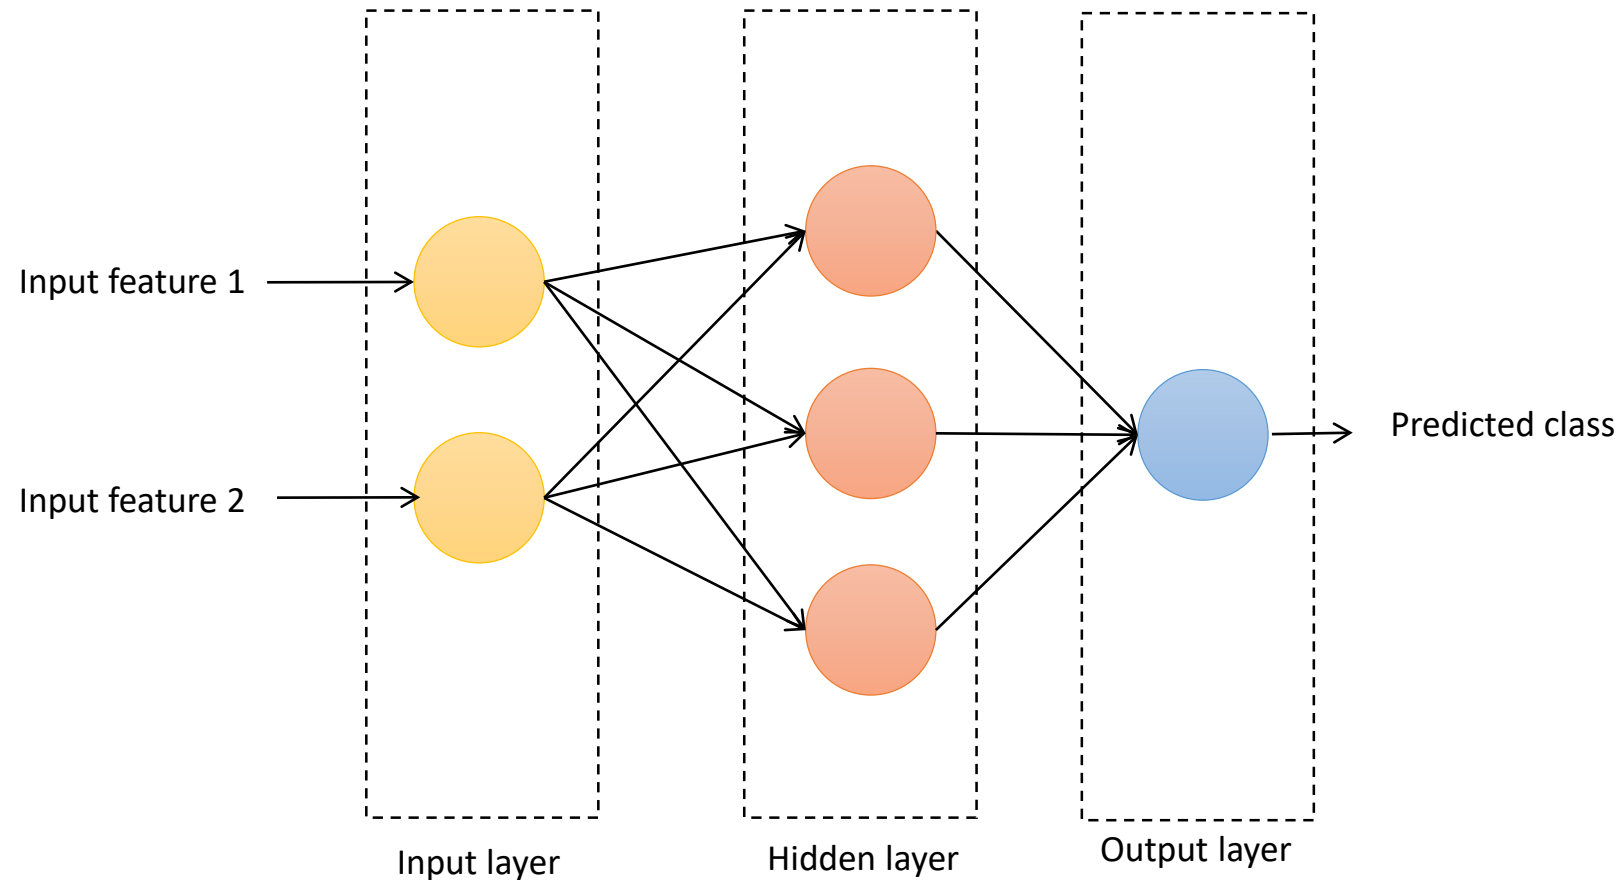 Input feature 1
Input feature 2
Predicted class
Input layer
Hidden layer
Output layer